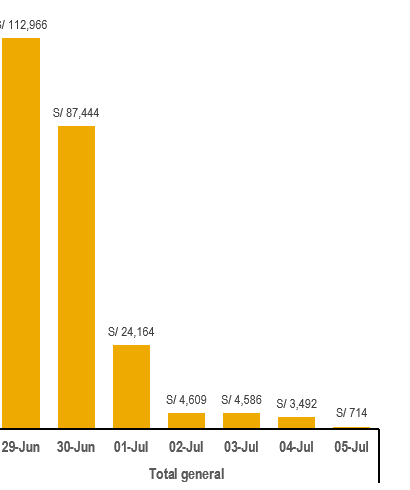 S/ 112,966
S/ 87,444
S/ 24,164
S/ 4,609
S/ 4,586
S/ 3,492
S/ 714
29-Jun 30-Jun 01-Jul 02-Jul 03-Jul 04-Jul 05-Jul
Total general